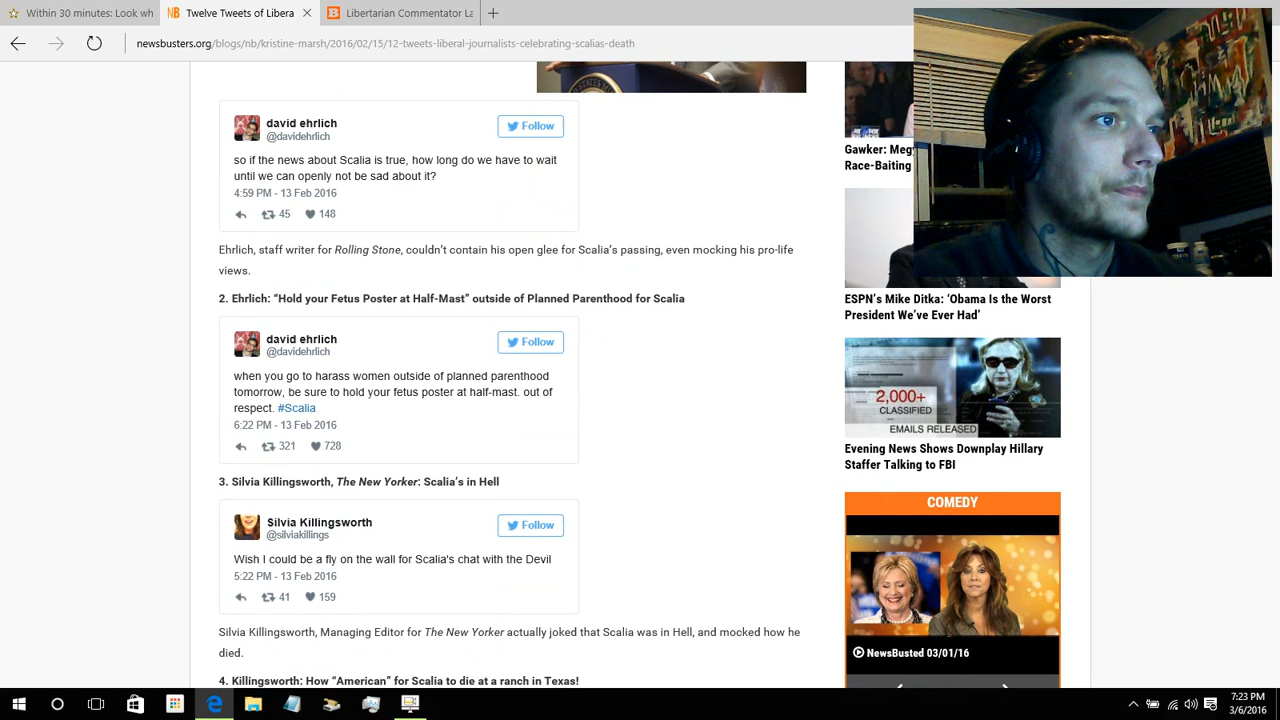 Within 30 minutes: Look wh
NB Twelve Tweets of Libera
Libertarian Commentator La
newsbusters.org/blogs/nb/kristine-marsh/2016/02/15/12-tweets-liberal-journalists-celebrating-scalias-death
david ehrlich
@davidehrlich
Follow
so if the news about Scalia is true, how long do we have to wait
until we can openly not be sad about it?
4:59 PM - 13 Feb 2016
45 148
Ehrlich, staff writer for Rolling Stone, couldn’t contain his open glee for Scalia’s passing, even mocking his pro-life
views.
2. Ehrlich: “Hold your Fetus Poster at Half-Mast” outside of Planned Parenthood for Scalia
david ehrlich
@davidehrlich
Follow
when you go to harass women outside of planned parenthood
tomorrow, be sure to hold your fetus poster at half-mast. out of
respect. #Scalia
6:22 PM - 13 Feb 2016
321 728
3. Silvia Killingsworth, The New Yorker: Scalia’s in Hell
Silvia Killingsworth
@silviakillings
Follow
Wish I could be a fly on the wall for Scalia's chat with the Devil
5:22 PM - 13 Feb 2016
41 159
Silvia Killingsworth, Managing Editor for The New Yorker actually joked that Scalia was in Hell, and mocked how he
died.
4. Killingsworth: How “American” for Scalia to die at a ranch in Texas!
Gawker: Meg
Race-Baiting
ESPN’s Mike Ditka: ‘Obama Is the Worst
President We’ve Ever Had’
2,000+
CLASSIFIED
EMAILS RELEASED
Evening News Shows Downplay Hillary
Staffer Talking to FBI
COMEDY
NewsBusted 03/01/16
7:23 PM
3/6/2016